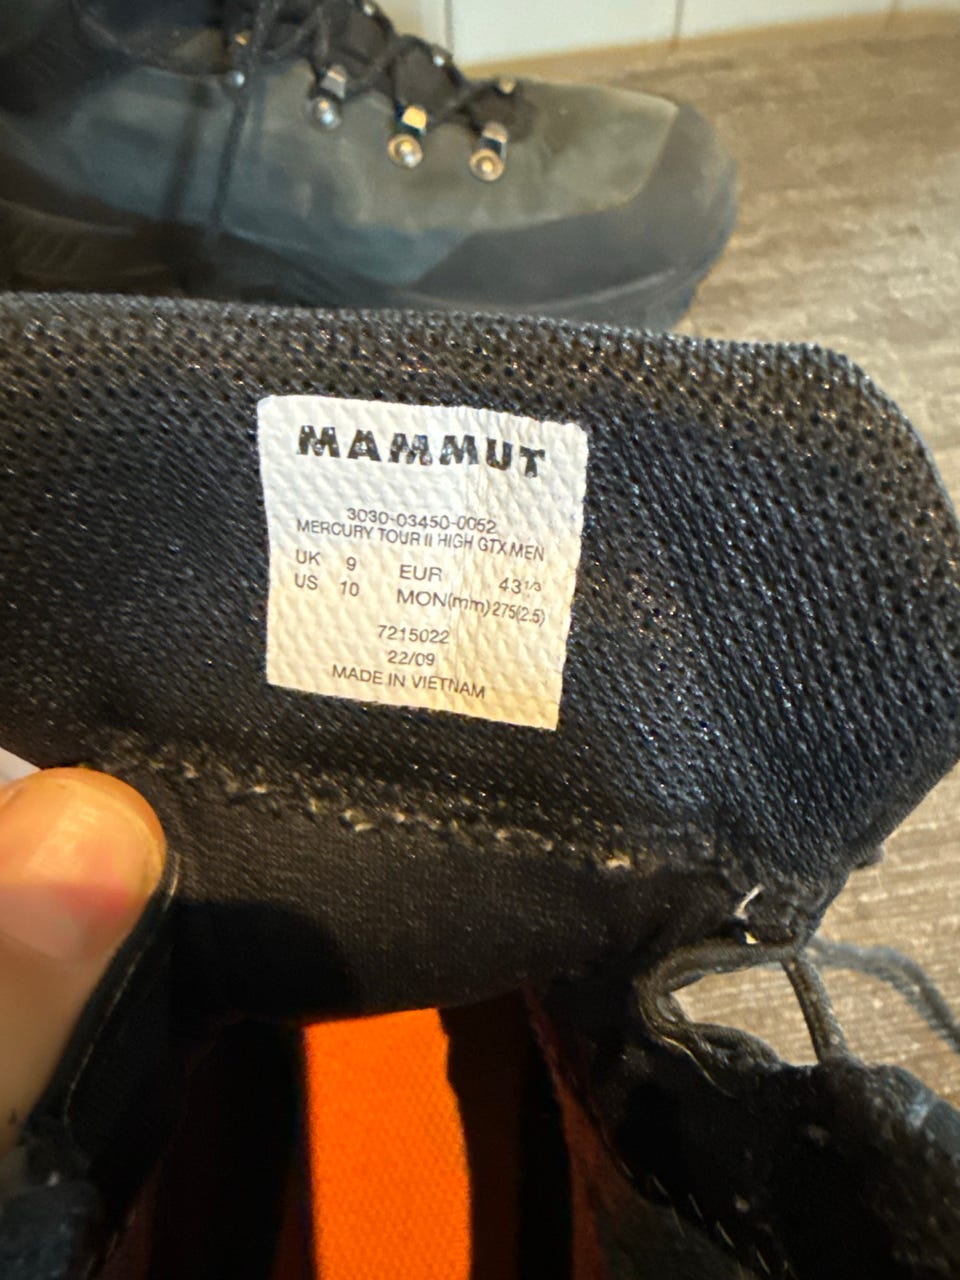 MAMMUT
3030-03450-0052
MERCURY TOUR II HIGH GTX MEN
UK 9 EUR 43 1/3
US 10 MON(mm) 275(2.5)
7215022
22/09
MADE IN VIETNAM